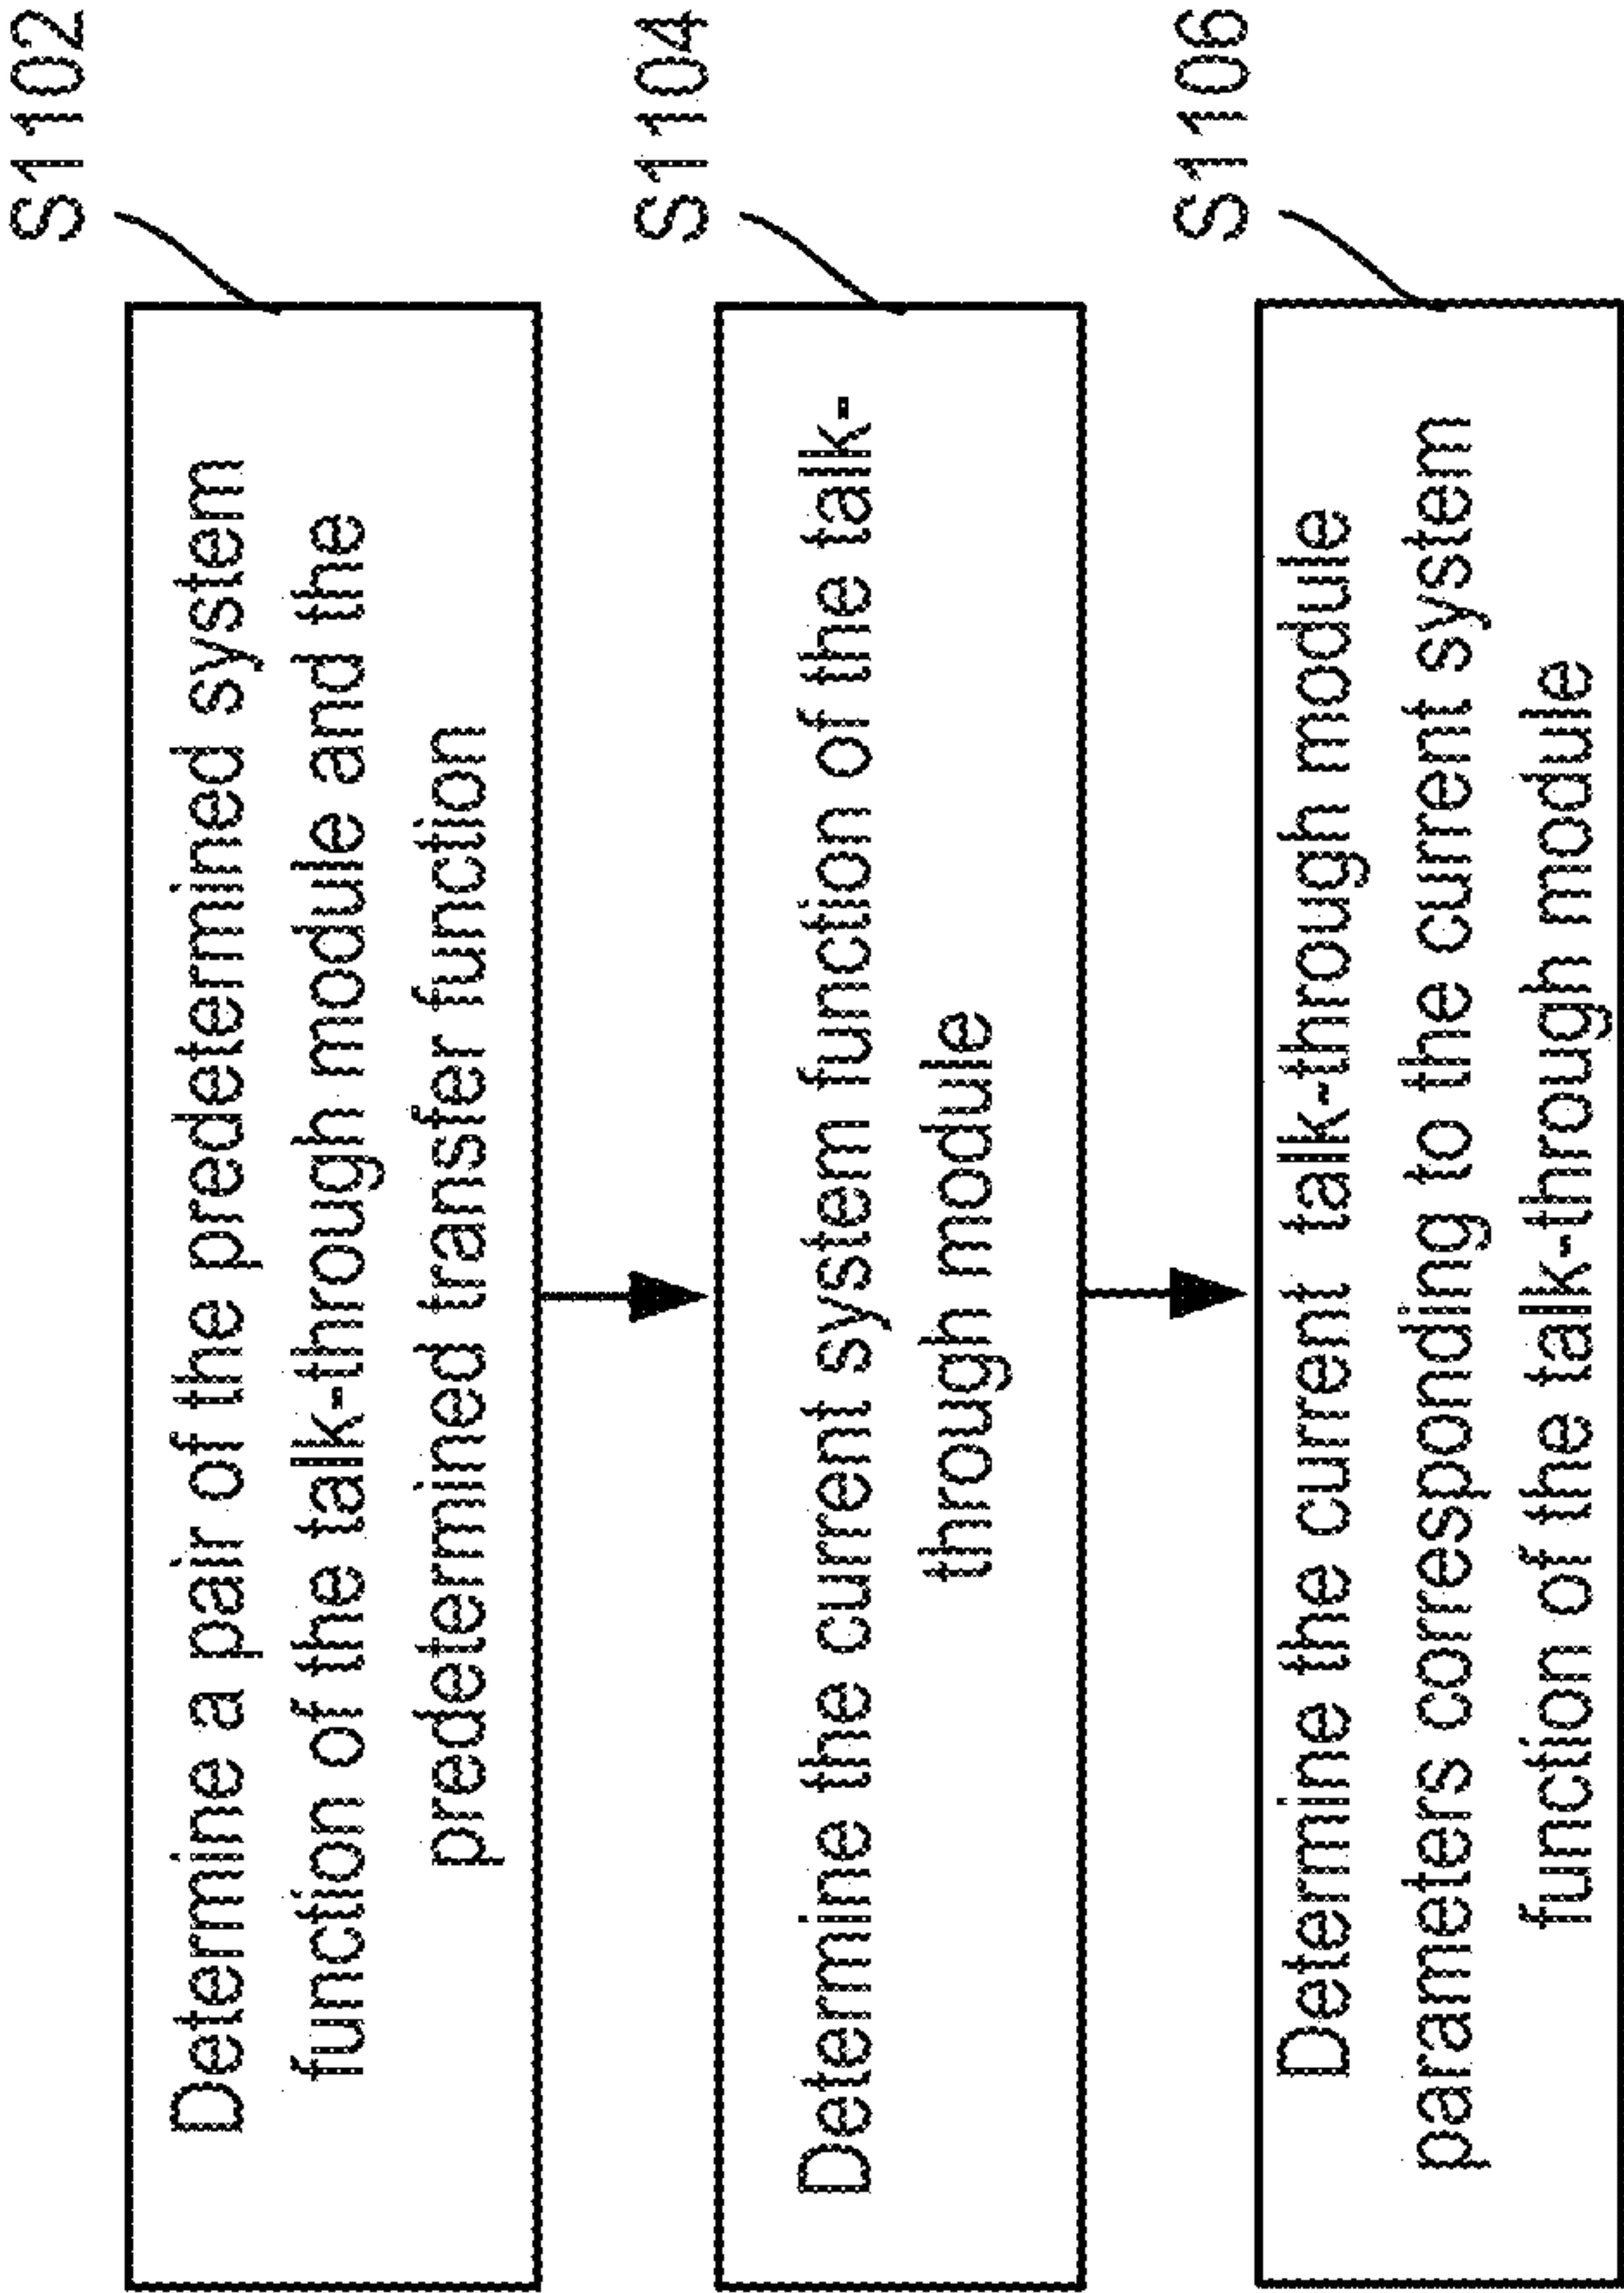 S1102
Determine a pair of the predetermined system
function of the talk-through module and the
predetermined transfer function
S1104
Determine the current system function of the talk-
through module
S1106
Determine the current talk-through module
parameters corresponding to the current system
function of the talk-through module